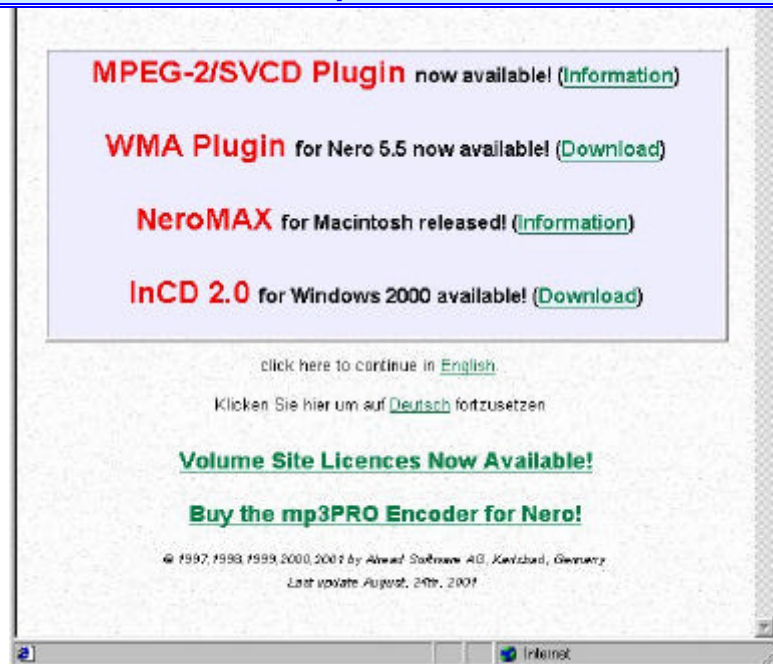 MPEG-2/SVCD Plugin now available! (Information)
WMA Plugin for Nero 5.5 now available! (Download)
NeroMAX for Macintosh released! (Information)
InCD 2.0 for Windows 2000 available! (Download)
click here to continue in English
Klicken Sie hier um auf Deutsch fortzusetzen
Volume Site Licences Now Available!
Buy the mp3PRO Encoder for Nero!
© 1997,1998,1999,2000,2001 by Ahead Software AG, Karlsbad, Germany
Last update August, 24th, 2001
Internet